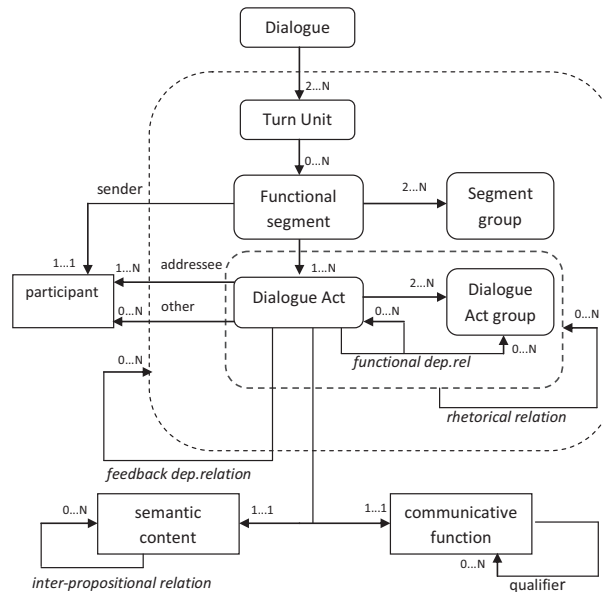 Dialogue
2...N
Turn Unit
0...N
sender
Functional
segment
2...N
Segment
group
1...1
1...N
addressee
1...N
participant
Dialogue Act
2...N
Dialogue
Act group
0...N
other
0...N
0...N
0...N
functional dep.rel
0...N
rhetorical relation
feedback dep.relation
0...N
semantic
content
1...1
1...1
communicative
function
0...N
inter-propositional relation
qualifier